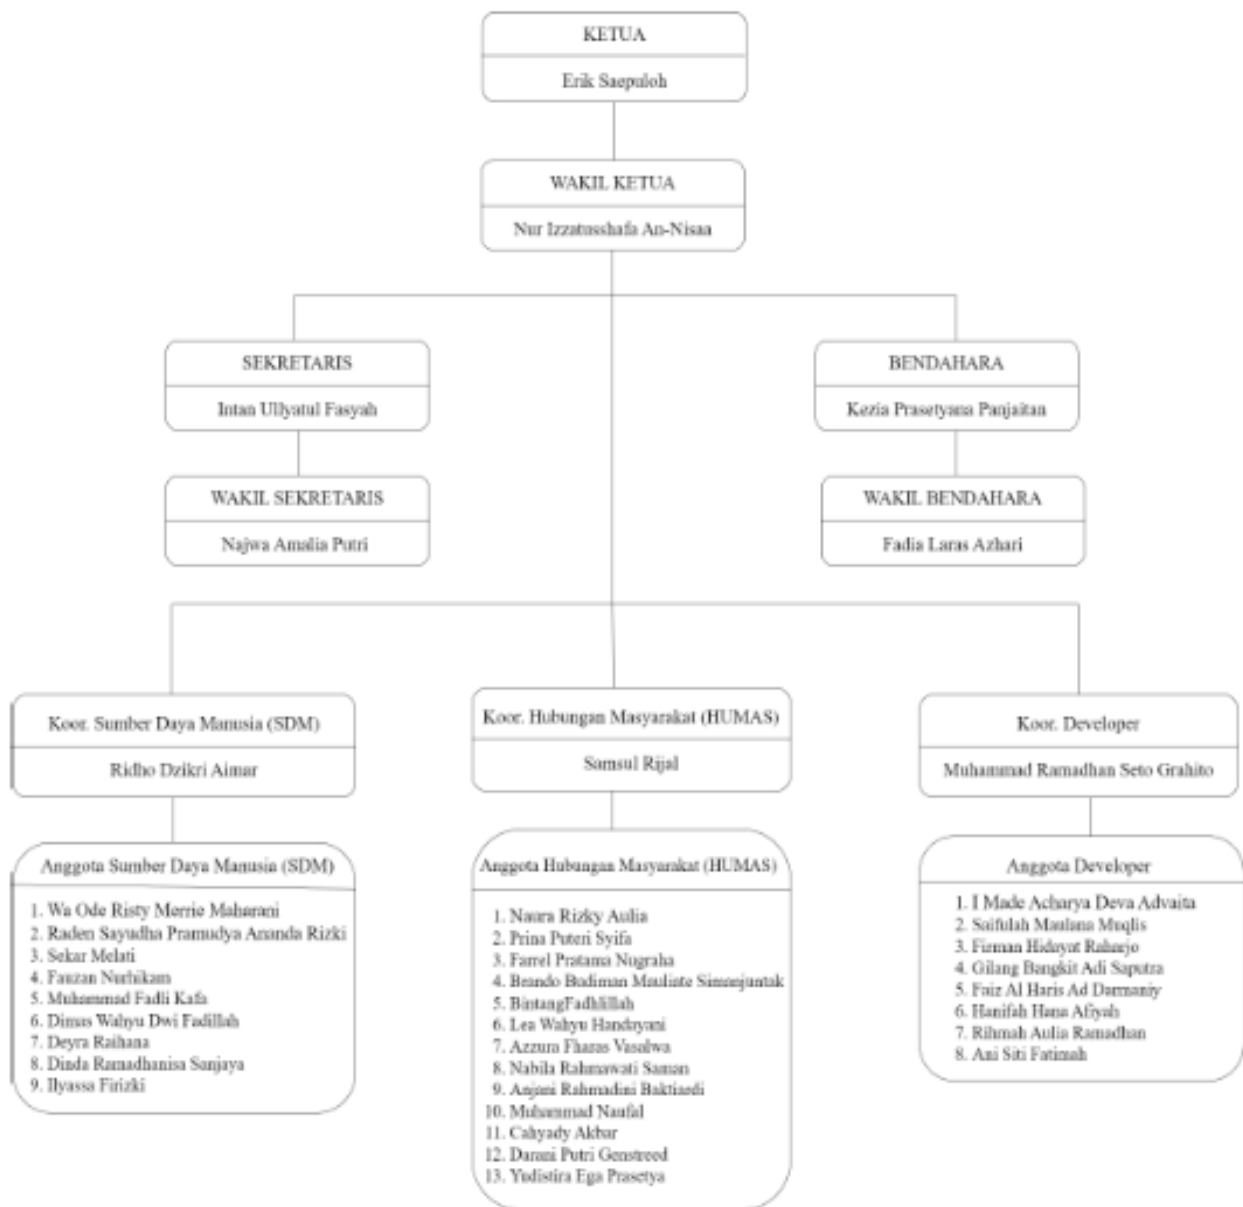 KETUA
Erik Saepuloh
WAKIL KETUA
Nur Izzatusshafa An-Nisaa
SEKRETARIS
Intan Ullyatul Fasyah
WAKIL SEKRETARIS
Najwa Amalia Putri
BENDAHARA
Kezia Prasetyana Panjaitan
WAKIL BENDAHARA
Fadia Laras Azhari
Koor. Sumber Daya Manusia (SDM)
Ridho Dzikri Aimar
Anggota Sumber Daya Manusia (SDM)
1. Wa Ode Risty Merrie Maharani
2. Raden Sayudha Pramudya Ananda Rizki
3. Sekar Melati
4. Fauzan Nurhikam
5. Muhammad Fadli Kafa
6. Dimas Wahyu Dwi Fadillah
7. Deyra Raihana
8. Dinda Ramadhanisa Sanjaya
9. Ilyassa Firizki
Koor. Hubungan Masyarakat (HUMAS)
Samsul Rijal
Anggota Hubungan Masyarakat (HUMAS)
1. Naura Rizky Aulia
2. Prina Puteri Syifa
3. Farrel Pratama Nugraha
4. Brando Budiman Mauliate Simanjuntak
5. BintangFadhlillah
6. Lea Wahyu Handayani
7. Azzura Fharas Vasalwa
8. Nabila Rahmawati Saman
9. Anjani Rahmadini Baktiardi
10. Muhammad Naufal
11. Cahyady Akbar
12. Darani Putri Genstreed
13. Yudistira Ega Prasetya
Koor. Developer
Muhammad Ramadhan Seto Grahito
Anggota Developer
1. I Made Acharya Deva Advaita
2. Saifulah Maulana Muqlis
3. Firman Hidayat Raharjo
4. Gilang Bangkit Adi Saputra
5. Faiz Al Haris Ad Darmaniy
6. Hanifah Hana Afiyah
7. Rihmah Aulia Ramadhan
8. Ani Siti Fatimah